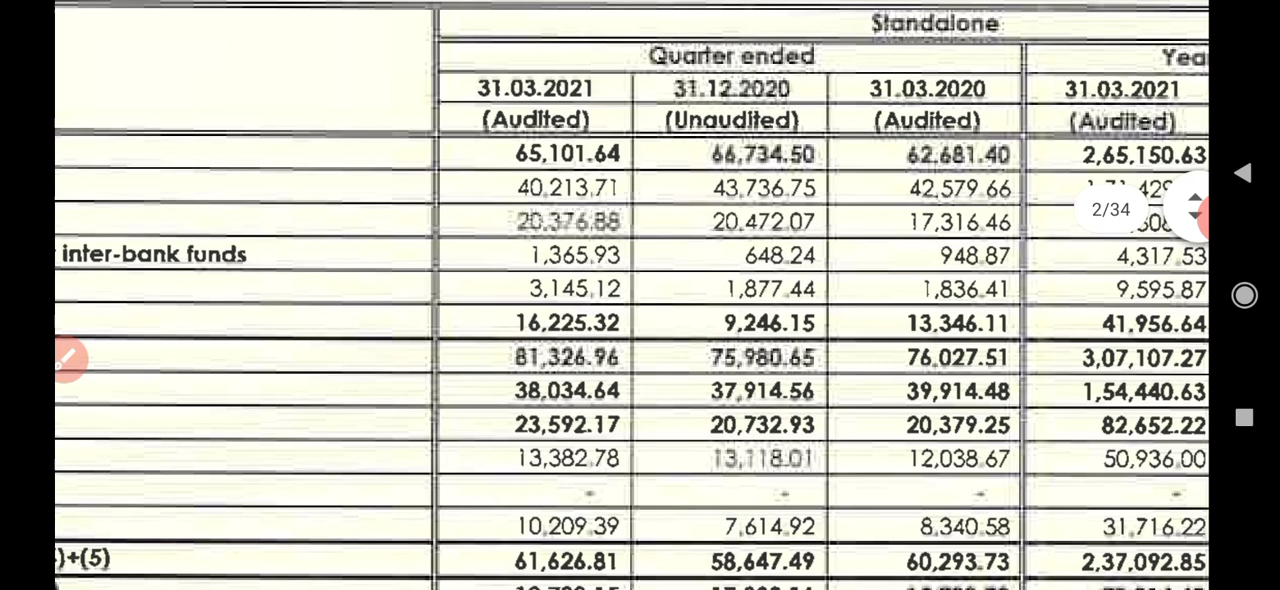 Standalone
Quarter ended
31.03.2021 31.12.2020 31.03.2020 31.03.2021
(Audited) (Unaudited) (Audited) (Audited)
65,101.64 66,734.50 62,681.40 2,65,150.63
40,213.71 43,736.75 42,579.66
20,376.88 20,472.07 17,316.46
2/34
inter-bank funds 1,365.93 648.24 948.87 4,317.53
3,145.12 1,877.44 1,836.41 9,595.87
16,225.32 9,246.15 13,346.11 41,956.64
81,326.96 75,980.65 76,027.51 3,07,107.27
38,034.64 37,914.56 39,914.48 1,54,440.63
23,592.17 20,732.93 20,379.25 82,652.22
13,382.78 13,118.01 12,038.67 50,936.00
- - - -
10,209.39 7,614.92 8,340.58 31,716.22
)+(5) 61,626.81 58,647.49 60,293.73 2,37,092.85